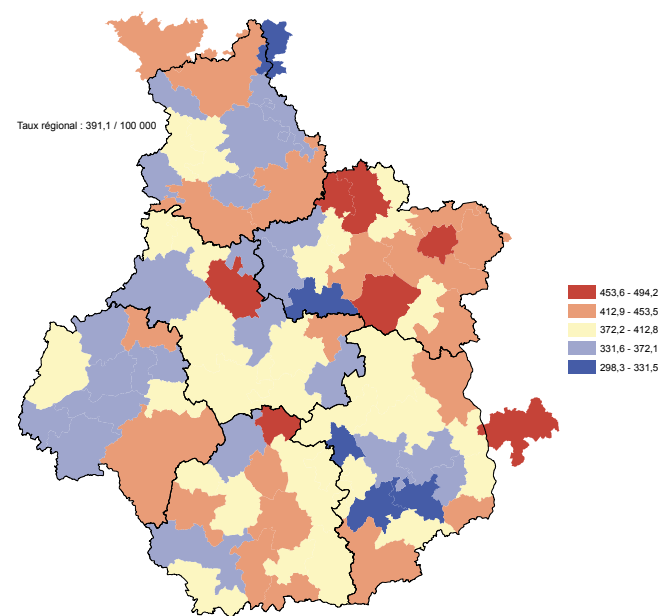 Taux régional : 391,1 / 100 000
453,6 - 494,2
412,9 - 453,5
372,2 - 412,8
331,6 - 372,1
298,3 - 331,5